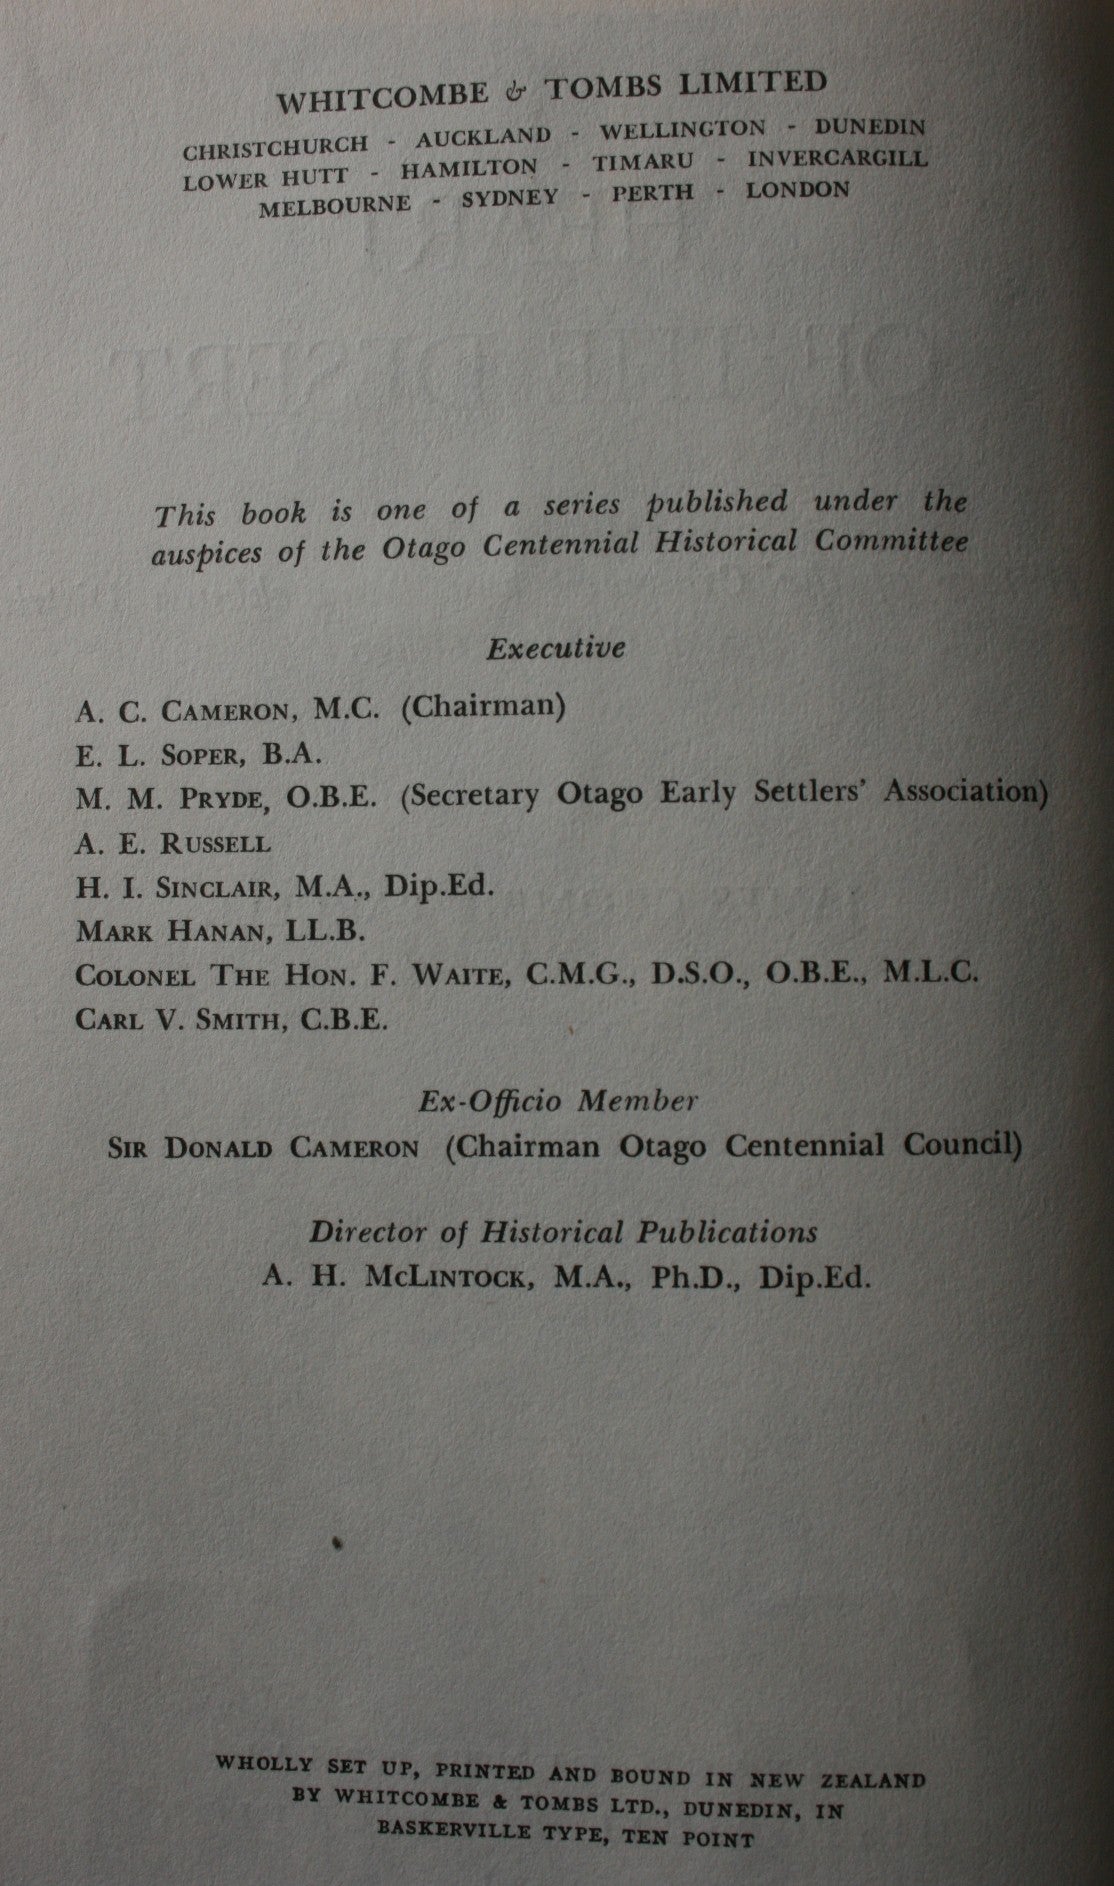 WHITCOMBE & TOMBS LIMITED
CHRISTCHURCH - AUCKLAND - WELLINGTON - DUNEDIN
LOWER HUTT - HAMILTON - TIMARU - INVERCARGILL
MELBOURNE - SYDNEY - PERTH - LONDON
This book is one of a series published under the
auspices of the Otago Centennial Historical Committee
Executive
A. C. CAMERON, M.C. (Chairman)
E. L. SOPER, B.A.
M. M. PRYDE, O.B.E. (Secretary Otago Early Settlers' Association)
A. E. RUSSELL
H. I. SINCLAIR, M.A., Dip.Ed.
MARK HANAN, LL.B.
COLONEL THE HON. F. WAITE, C.M.G., D.S.O., O.B.E., M.L.C.
CARL V. SMITH, C.B.E.
Ex-Officio Member
SIR DONALD CAMERON (Chairman Otago Centennial Council)
Director of Historical Publications
A. H. MCLINTOCK, M.A., Ph.D., Dip.Ed.
WHOLLY SET UP, PRINTED AND BOUND IN NEW ZEALAND
BY WHITCOMBE & TOMBS LTD., DUNEDIN, IN
BASKERVILLE TYPE, TEN POINT